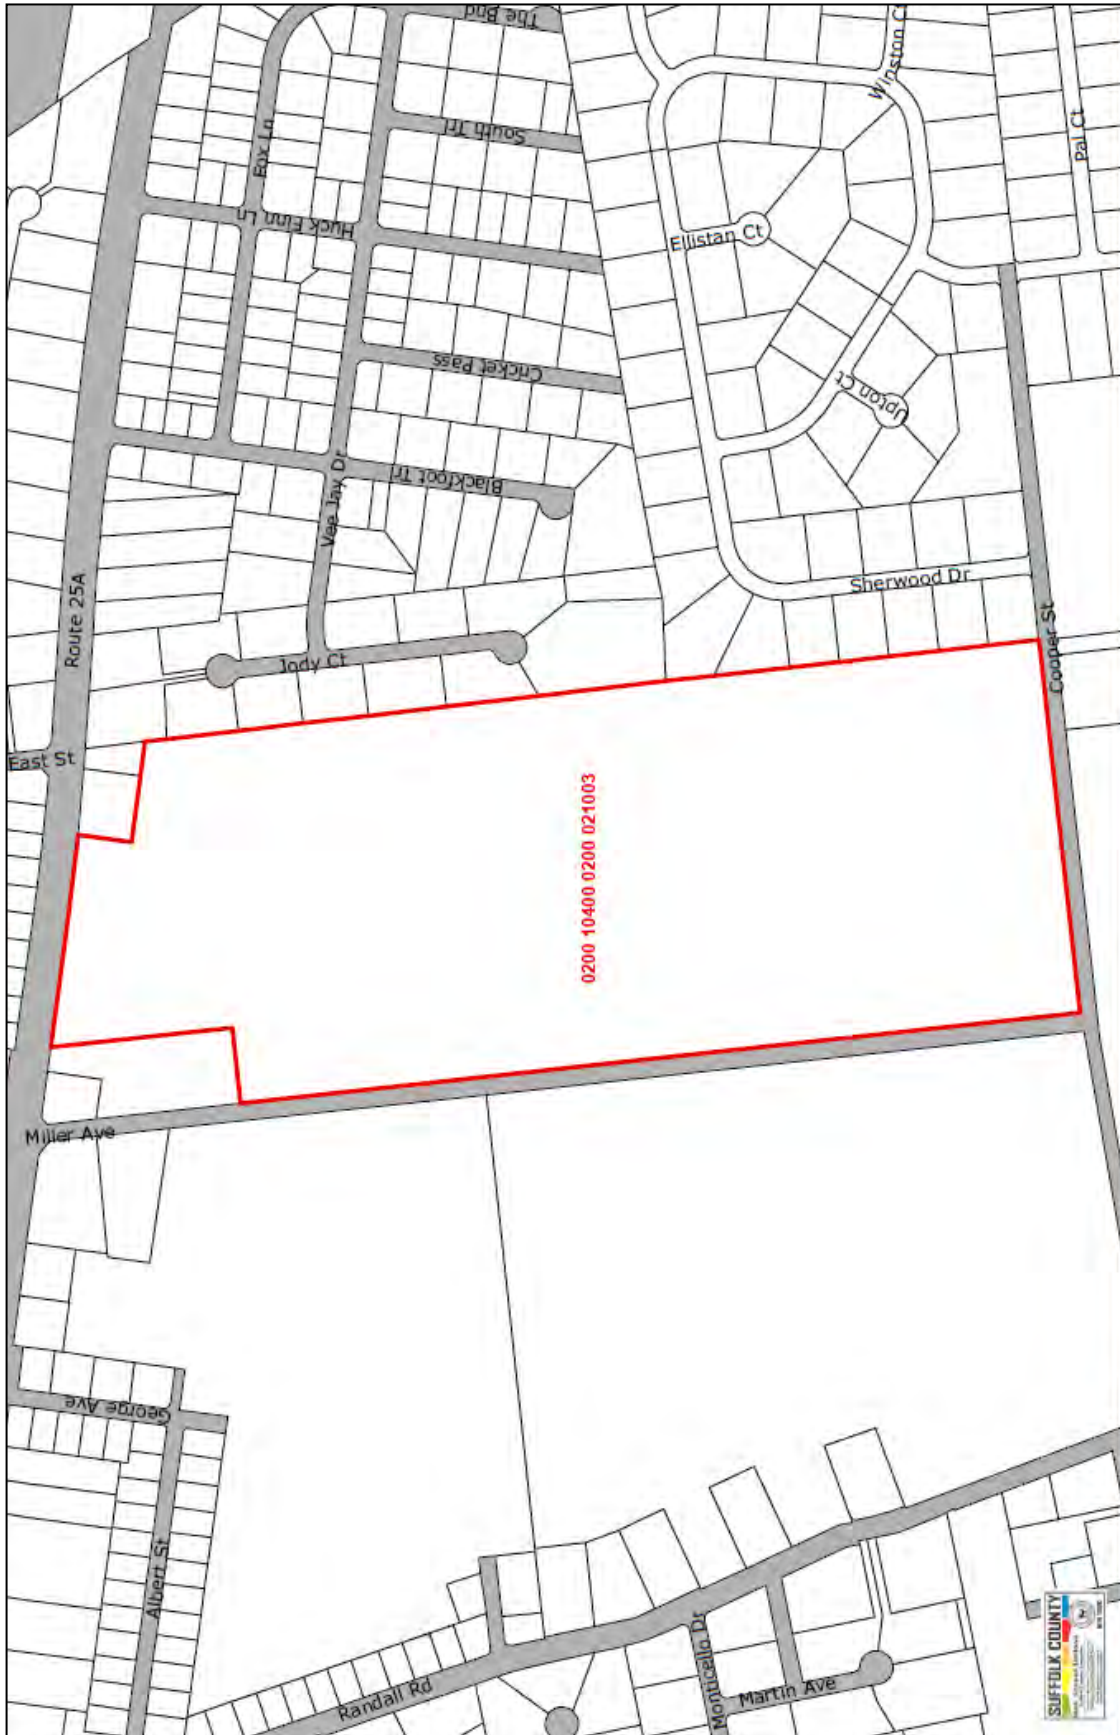 The Bnd
Winston Ct
Fox Ln
South Trl
Pal Ct
Huck Finn Ln
Ellistan Ct
Cricket Pass
Upton Ct
Vee Jay Dr
Blackfoot Trl
Route 25A
Sherwood Dr
Jody Ct
Cooper St
East St
0200 10400 0200 021003
Miller Ave
George Ave
Albert St
Randall Rd
Monticello Dr
Martin Ave
SUFFOLK COUNTY